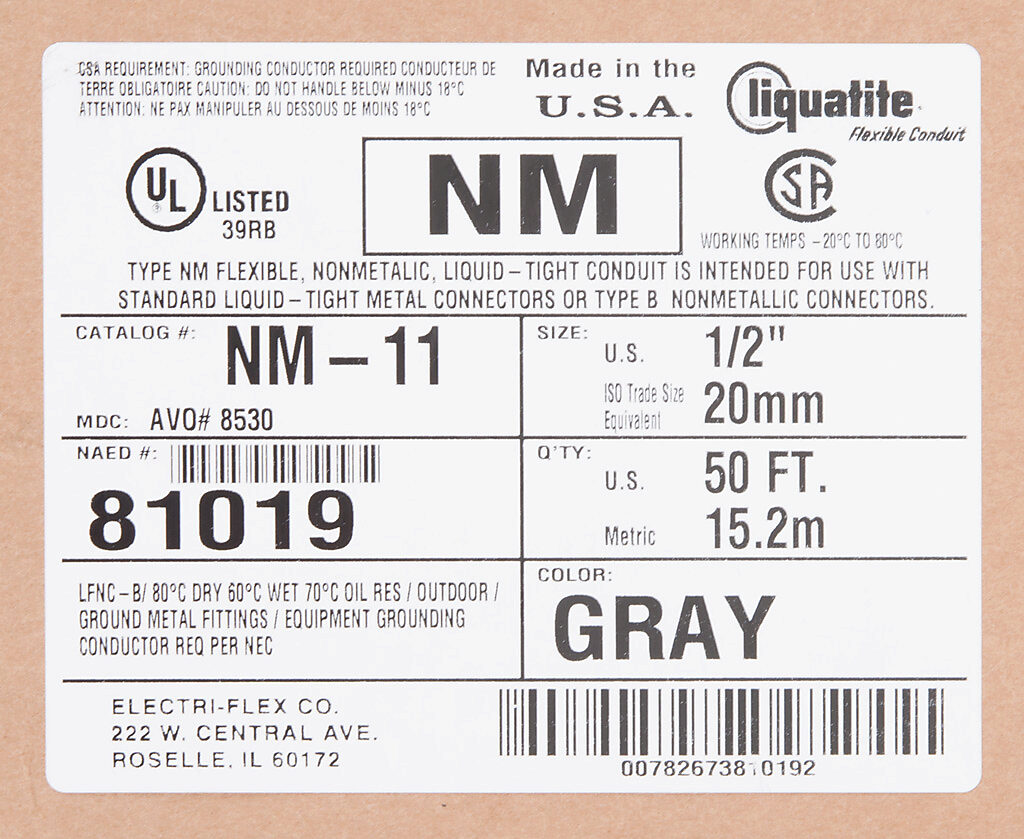 CSA REQUIREMENT: GROUNDING CONDUCTOR REQUIRED CONDUCTEUR DE
TERRE OBLIGATOIRE CAUTION: DO NOT HANDLE BELOW MINUS 18°C
ATTENTION: NE PAX MANIPULER AU DESSOUS DE MOINS 18°C
Made in the
U.S.A.
liquatite
Flexible Conduit
UL LISTED
39RB
NM
SA
WORKING TEMPS -20°C TO 80°C
TYPE NM FLEXIBLE, NONMETALIC, LIQUID-TIGHT CONDUIT IS INTENDED FOR USE WITH
STANDARD LIQUID-TIGHT METAL CONNECTORS OR TYPE B NONMETALLIC CONNECTORS.
CATALOG #: NM-11
MDC: AVO# 8530
SIZE:
U.S. 1/2"
ISO Trade Size
Equivalent 20mm
NAED #:
81019
Q'TY:
U.S. 50 FT.
Metric 15.2m
LFNC-B/ 80°C DRY 60°C WET 70°C OIL RES / OUTDOOR /
GROUND METAL FITTINGS / EQUIPMENT GROUNDING
CONDUCTOR REQ PER NEC
COLOR:
GRAY
ELECTRI-FLEX CO.
222 W. CENTRAL AVE.
ROSELLE, IL 60172
00782673810192